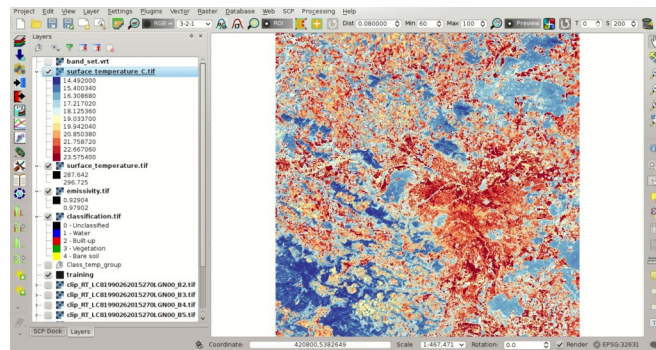 Project Edit View Layer Settings Plugins Vector Raster Database Web SCP Processing Help
RGB = 3-2-1 ROI Dist 0.080000 Min 60 Max 100 Preview T 0 S 200
Layers
band_set.vrt
surface_temperature_C.tif
14.492000
15.400340
16.308680
17.217020
18.125360
19.033700
19.942040
20.850380
21.758720
22.667060
23.575400
surface_temperature.tif
287.642
296.725
emissivity.tif
0.92904
0.97902
classification.tif
0 - Unclassified
1 - Water
2 - Built-up
3 - Vegetation
4 - Bare soil
Class_temp_group
training
clip_RT_LC81990262015270LGN00_B2.tif
clip_RT_LC81990262015270LGN00_B3.tif
clip_RT_LC81990262015270LGN00_B4.tif
clip_RT_LC81990262015270LGN00_B5.tif
SCP Dock Layers
Coordinate: 420800,5382649 Scale 1:467,471 Rotation: 0.0 Render EPSG:32631